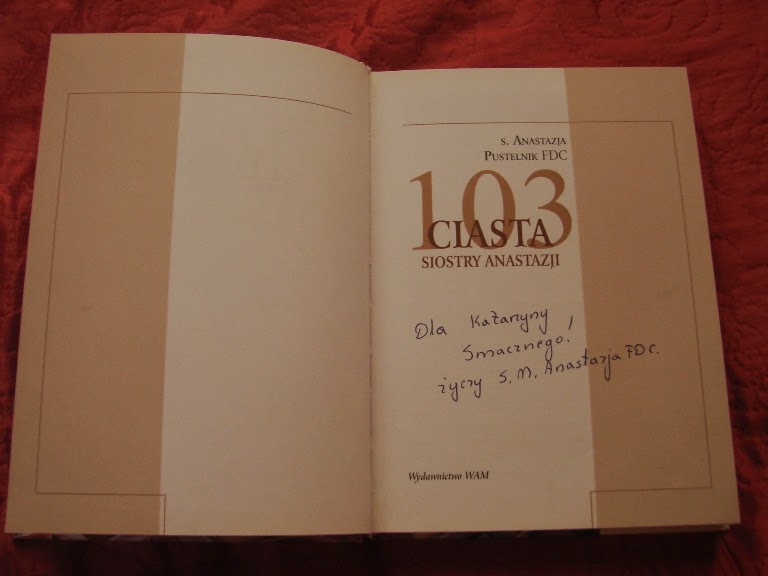 s. Anastazja
Pustelnik FDC
103
CIASTA
SIOSTRY ANASTAZJI
Dla Katarzyny
Smacznego!
życzy S. M. Anastazja FDC.
Wydawnictwo WAM